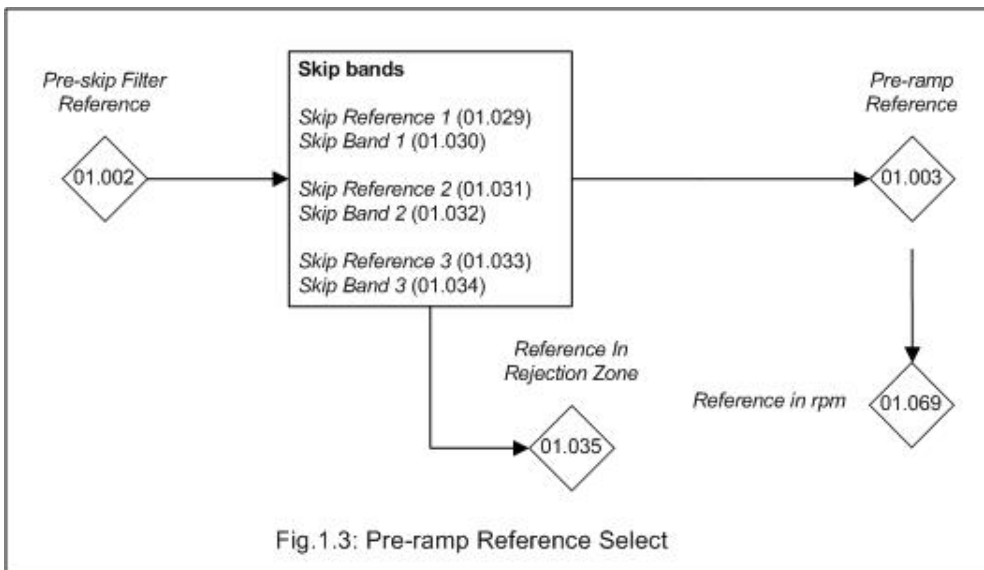 Pre-skip Filter
Reference
01.002
Skip bands
Skip Reference 1 (01.029)
Skip Band 1 (01.030)
Skip Reference 2 (01.031)
Skip Band 2 (01.032)
Skip Reference 3 (01.033)
Skip Band 3 (01.034)
Pre-ramp
Reference
01.003
Reference In
Rejection Zone
01.035
Reference in rpm
01.069
Fig.1.3: Pre-ramp Reference Select